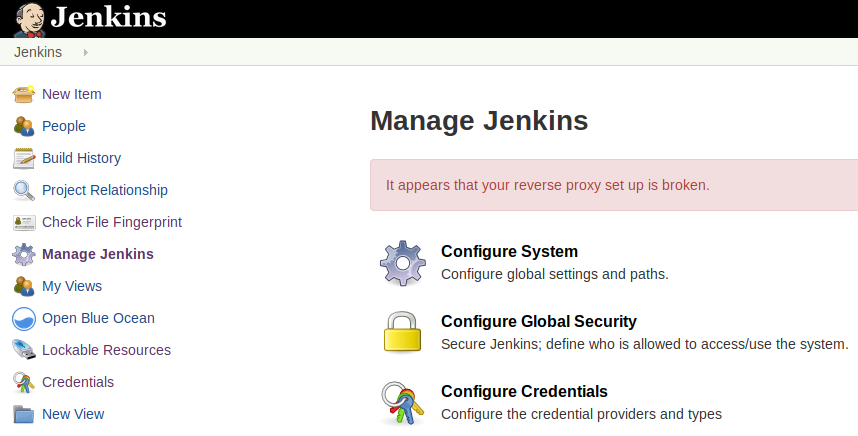 Jenkins
Jenkins
New Item
People
Build History
Project Relationship
Check File Fingerprint
Manage Jenkins
My Views
Open Blue Ocean
Lockable Resources
Credentials
New View
Manage Jenkins
It appears that your reverse proxy set up is broken.
Configure System
Configure global settings and paths.
Configure Global Security
Secure Jenkins; define who is allowed to access/use the system.
Configure Credentials
Configure the credential providers and types